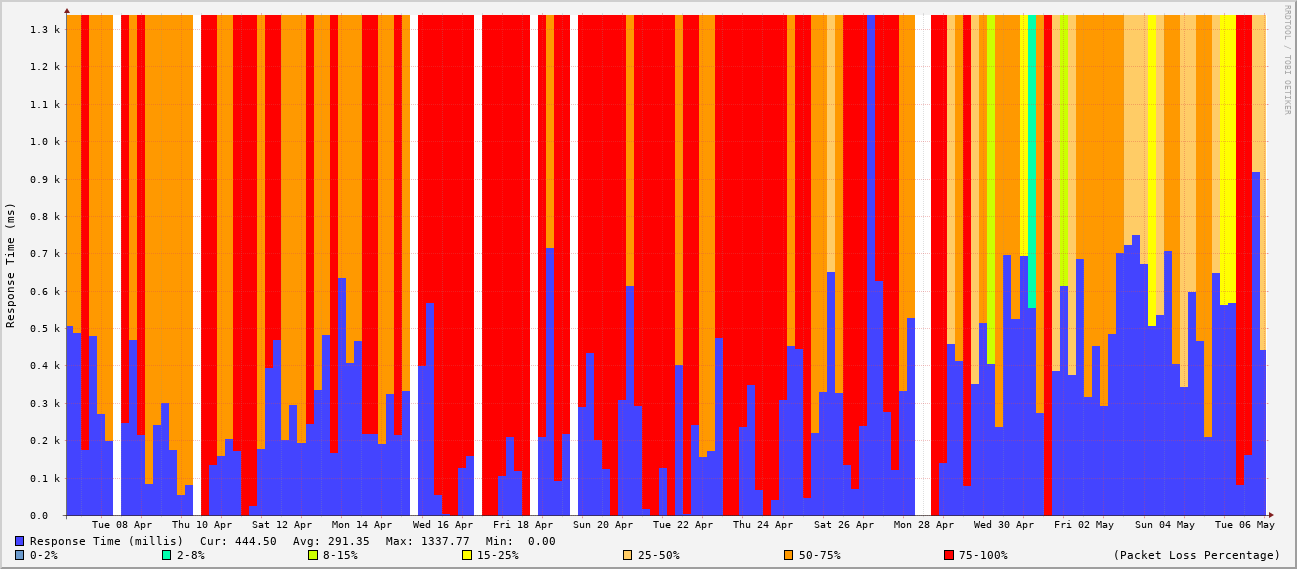 RRDTOOL / TOBI OETIKER
Response Time (ms)
1.3 k
1.2 k
1.1 k
1.0 k
0.9 k
0.8 k
0.7 k
0.6 k
0.5 k
0.4 k
0.3 k
0.2 k
0.1 k
0.0
Tue 08 Apr Thu 10 Apr Sat 12 Apr Mon 14 Apr Wed 16 Apr Fri 18 Apr Sun 20 Apr Tue 22 Apr Thu 24 Apr Sat 26 Apr Mon 28 Apr Wed 30 Apr Fri 02 May Sun 04 May Tue 06 May
Response Time (millis) Cur: 444.50 Avg: 291.35 Max: 1337.77 Min: 0.00
0-2% 2-8% 8-15% 15-25% 25-50% 50-75% 75-100% (Packet Loss Percentage)